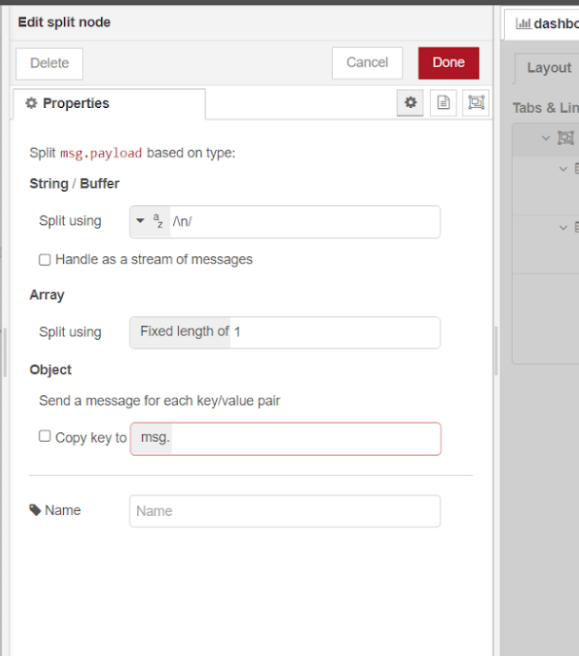 Edit split node
Delete
Cancel
Done
Properties
Split msg.payload based on type:
String / Buffer
Split using
az
/\n/
Handle as a stream of messages
Array
Split using
Fixed length of 1
Object
Send a message for each key/value pair
Copy key to
msg.
Name
Name
dashbo
Layout
Tabs & Lin